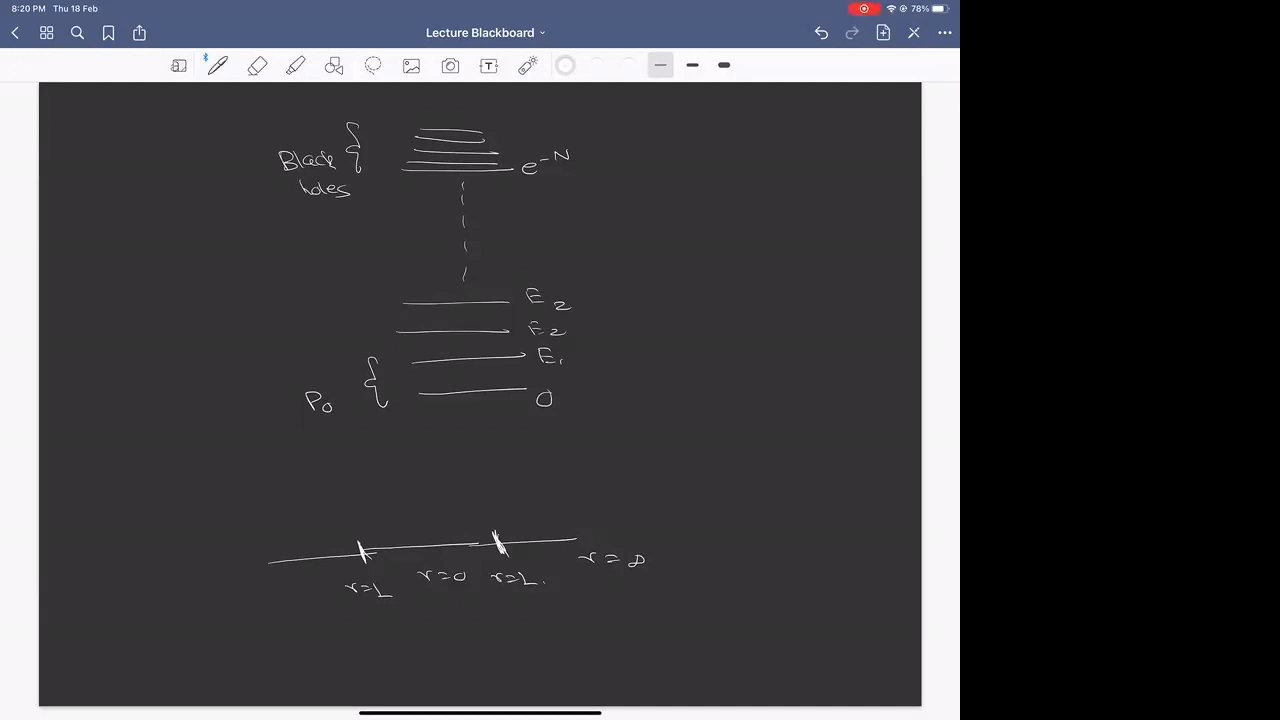 8:20 PM Thu 18 Feb
78%
Lecture Blackboard
T
Black
holes
e^{-N}
E_2
E_2
E_1
P_0
0
r=L r=0 r=L. r=∞